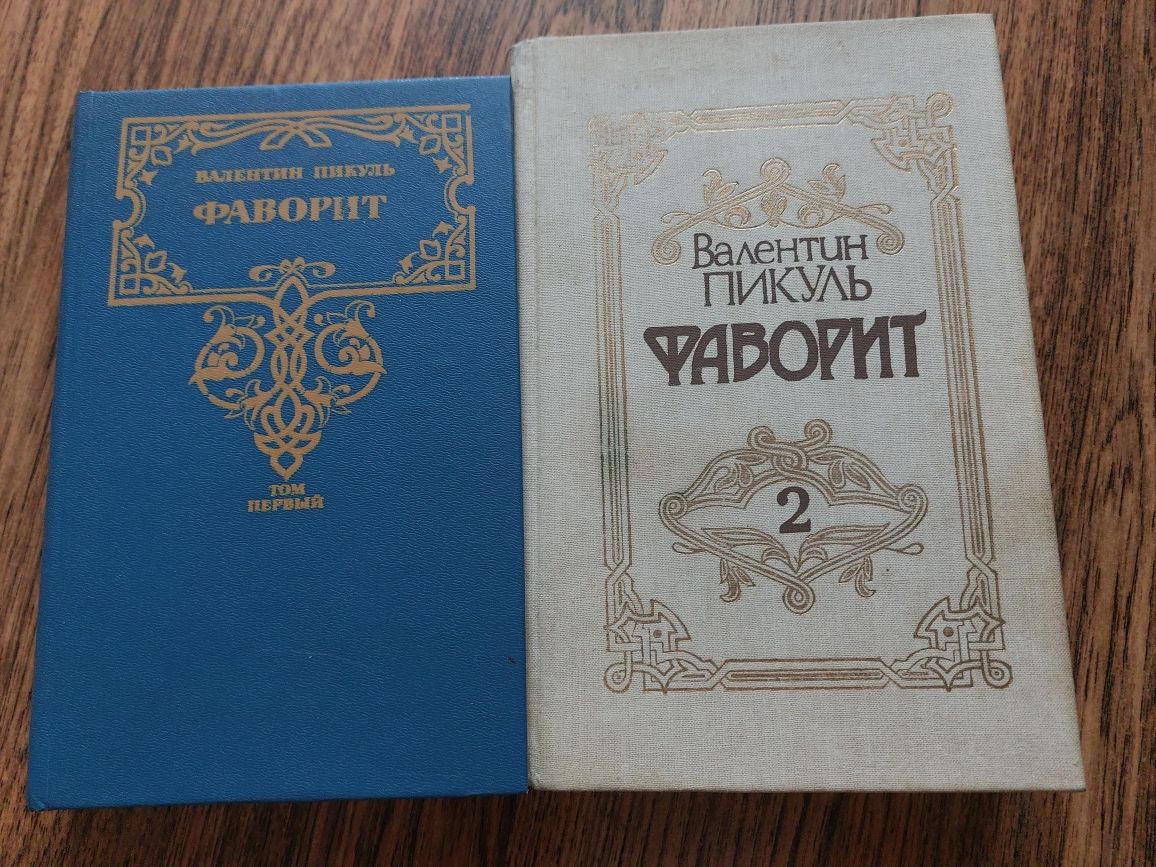 ВАЛЕНТИН ПИКУЛЬ
ФАВОРИТ
ТОМ
ПЕРВЫЙ
Валентин
ПИКУЛЬ
ФАВОРИТ
2